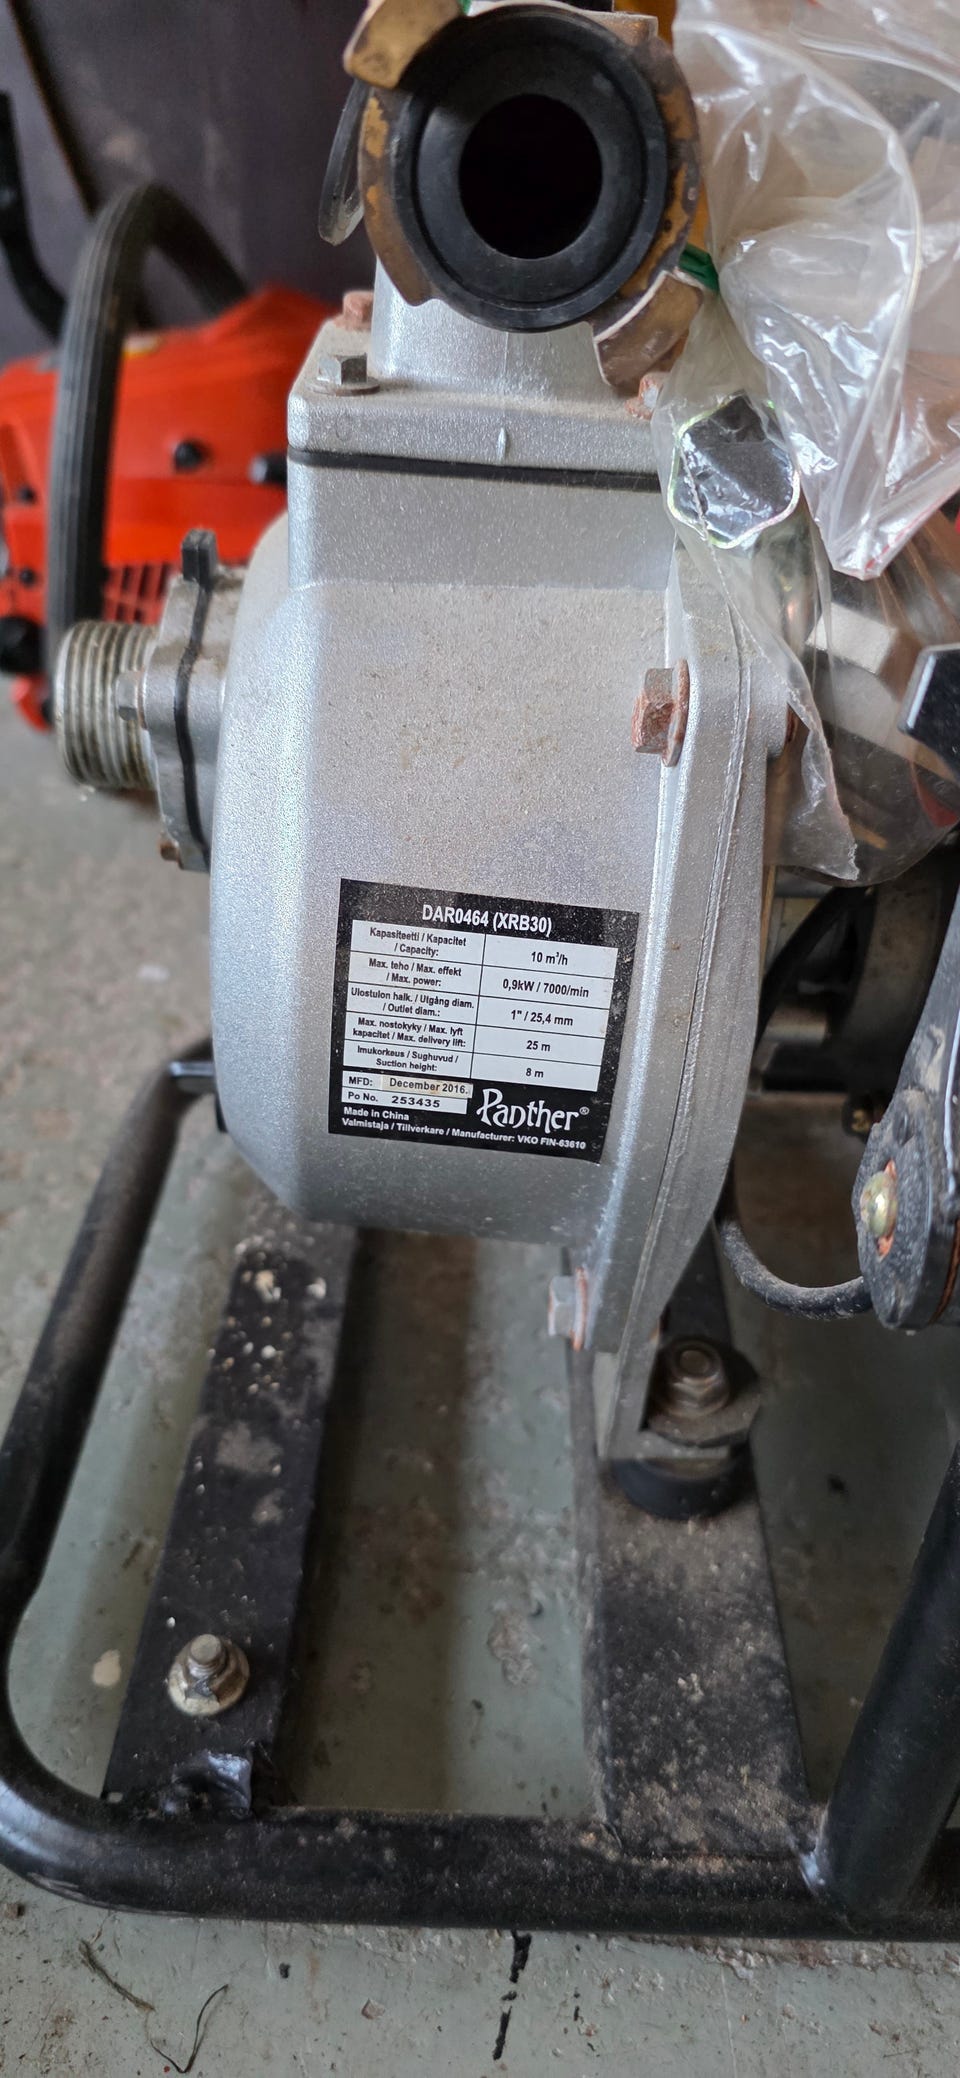 DAR0464 (XRB30)
Kapasiteetti / Kapacitet
/ Capacity:
10 m³/h
Max. teho / Max. effekt
/ Max. power:
0,9kW / 7000/min
Ulostulon halk. / Utgång diam.
/ Outlet diam.:
1" / 25,4 mm
Max. nostokyky / Max. lyft
kapacitet / Max. delivery lift:
25 m
Imukorkeus / Sughuvud /
Suction height:
8 m
MFD: December 2016.
Po No. 253435
Panther®
Made in China
Valmistaja / Tillverkare / Manufacturer: VKO FIN-63610